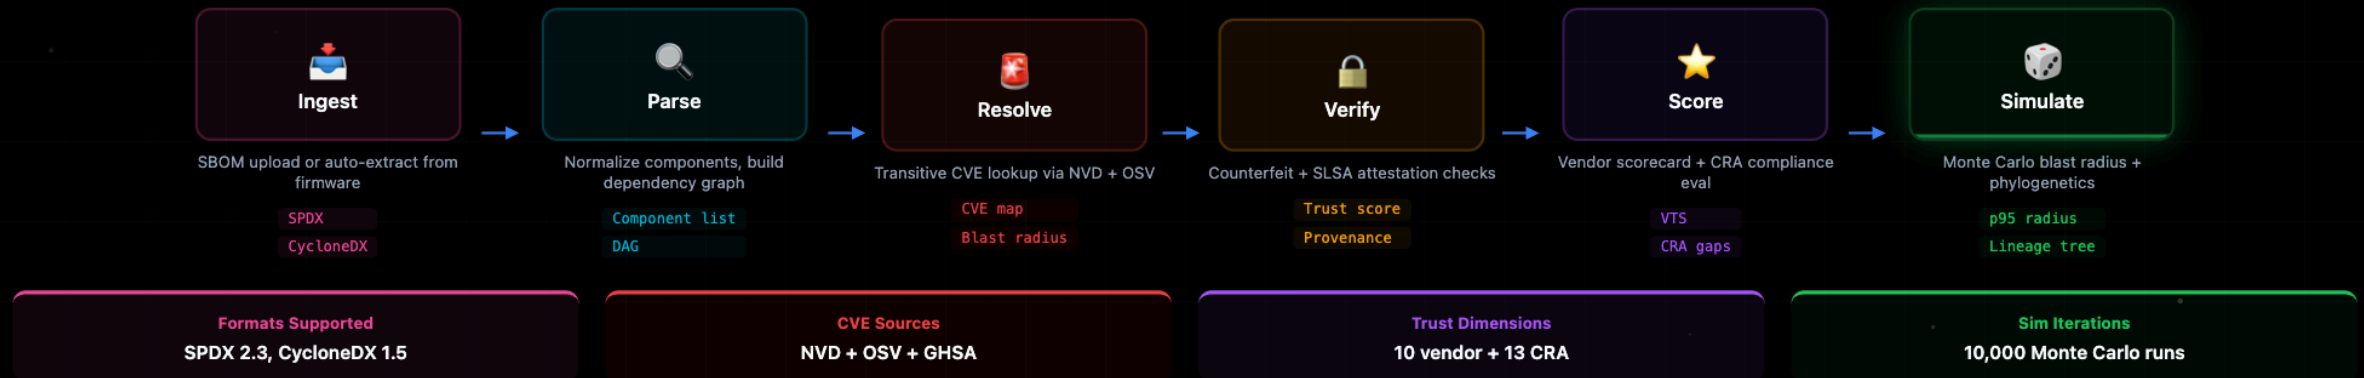 Ingest
SBOM upload or auto-extract from
firmware
SPDX
CycloneDX
Parse
Normalize components, build
dependency graph
Component list
DAG
Resolve
Transitive CVE lookup via NVD + OSV
CVE map
Blast radius
Verify
Counterfeit + SLSA attestation checks
Trust score
Provenance
Score
Vendor scorecard + CRA compliance
eval
VTS
CRA gaps
Simulate
Monte Carlo blast radius +
phylogenetics
p95 radius
Lineage tree
Formats Supported
SPDX 2.3, CycloneDX 1.5
CVE Sources
NVD + OSV + GHSA
Trust Dimensions
10 vendor + 13 CRA
Sim Iterations
10,000 Monte Carlo runs